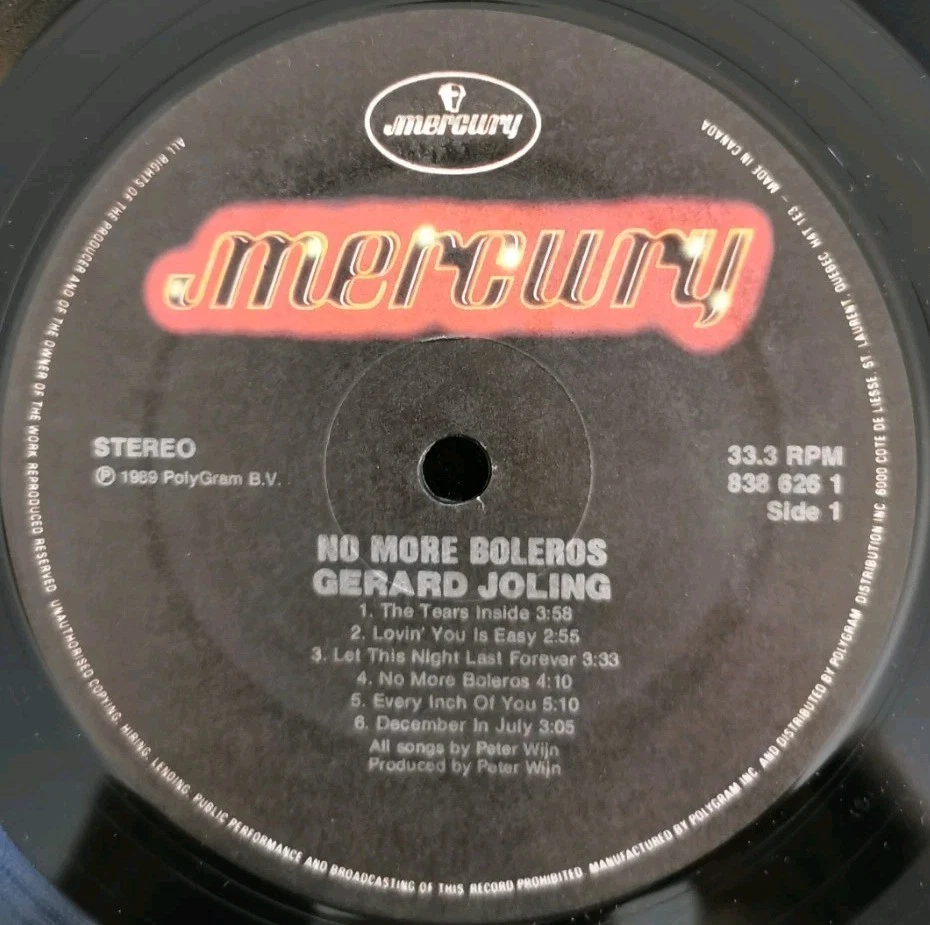 mercury
mercury
STEREO
℗ 1989 PolyGram B.V.
33.3 RPM
838 626 1
Side 1
NO MORE BOLEROS
GERARD JOLING
1. The Tears Inside 3:58
2. Lovin' You Is Easy 2:55
3. Let This Night Last Forever 3:33
4. No More Boleros 4:10
5. Every Inch Of You 5:10
6. December In July 3:05
All songs by Peter Wijn
Produced by Peter Wijn
ALL RIGHTS OF THE PRODUCER AND OF THE OWNER OF THE WORK REPRODUCED RESERVED. UNAUTHORISED COPYING, HIRING, LENDING, PUBLIC PERFORMANCE AND BROADCASTING OF THIS RECORD PROHIBITED. MANUFACTURED BY POLYGRAM INC. AND DISTRIBUTED BY POLYGRAM DISTRIBUTION INC. 6000 COTE DE LIESSE, ST LAURENT, QUEBEC H4T 1E3 - MADE IN CANADA